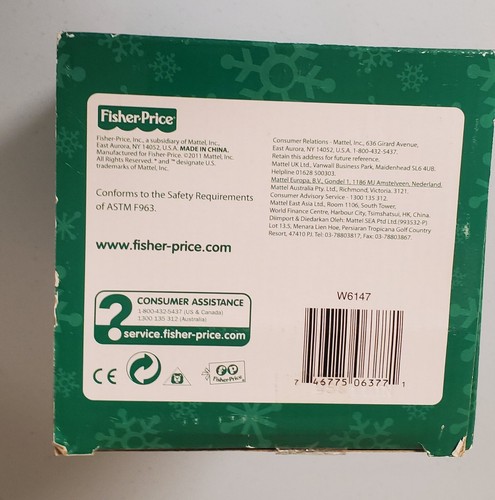 Fisher-Price
Fisher-Price, Inc., a subsidiary of Mattel, Inc.,
East Aurora, NY 14052, U.S.A. MADE IN CHINA.
Manufactured for Fisher-Price. ©2011 Mattel, Inc.
All Rights Reserved. ® and ™ designate U.S.
trademarks of Mattel, Inc.
Conforms to the Safety Requirements
of ASTM F963.
www.fisher-price.com
Consumer Relations - Mattel, Inc., 636 Girard Avenue,
East Aurora, NY 14052, U.S.A. 1-800-432-5437.
Retain this address for future reference.
Mattel UK Ltd., Vanwall Business Park, Maidenhead SL6 4UB.
Helpline 01628 500303.
Mattel Europa, B.V., Gondel 1, 1186 MJ Amstelveen, Nederland.
Mattel Australia Pty., Ltd., Richmond, Victoria. 3121.
Consumer Advisory Service - 1300 135 312.
Mattel East Asia Ltd., Room 1106, South Tower,
World Finance Centre, Harbour City, Tsimshatsui, HK, China.
Diimport & Diedarkan Oleh: Mattel SEA Ptd Ltd.(993532-P)
Lot 13.5, Menara Lien Hoe, Persiaran Tropicana Golf Country
Resort, 47410 PJ. Tel: 03-78803817, Fax: 03-78803867.
?
CONSUMER ASSISTANCE
1-800-432-5437 (US & Canada)
1300 135 312 (Australia)
service.fisher-price.com
CE
FP
Fisher-Price
W6147
7 46775 06377 1